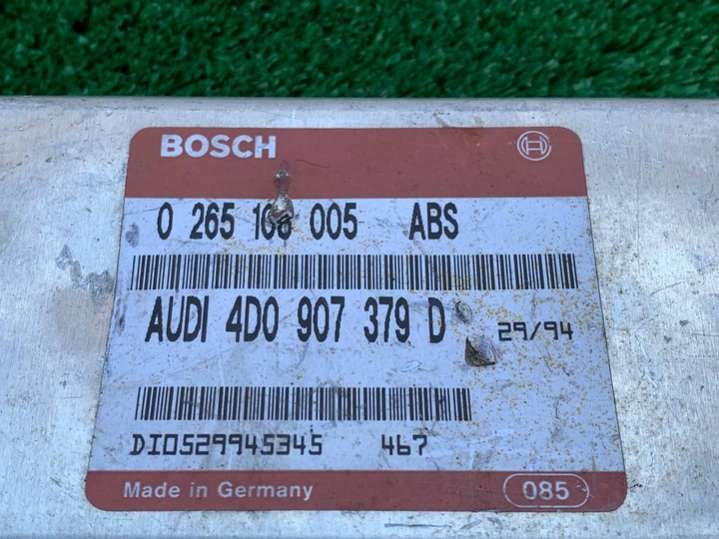 BOSCH
0 265 108 005 ABS
AUDI 4D0 907 379 D 29/94
DI0529945345 467
Made in Germany 085